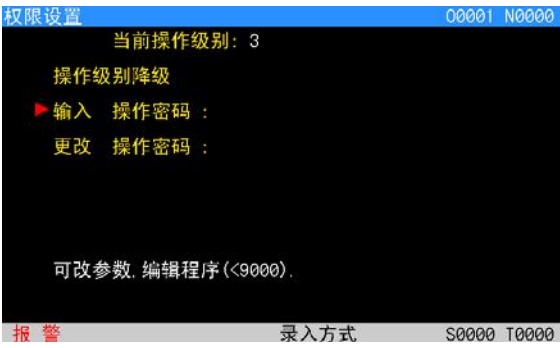 权限设置 O0001 N0000
当前操作级别: 3
操作级别降级
输入 操作密码 :
更改 操作密码 :
可改参数.编辑程序(<9000).
报 警 录入方式 S0000 T0000